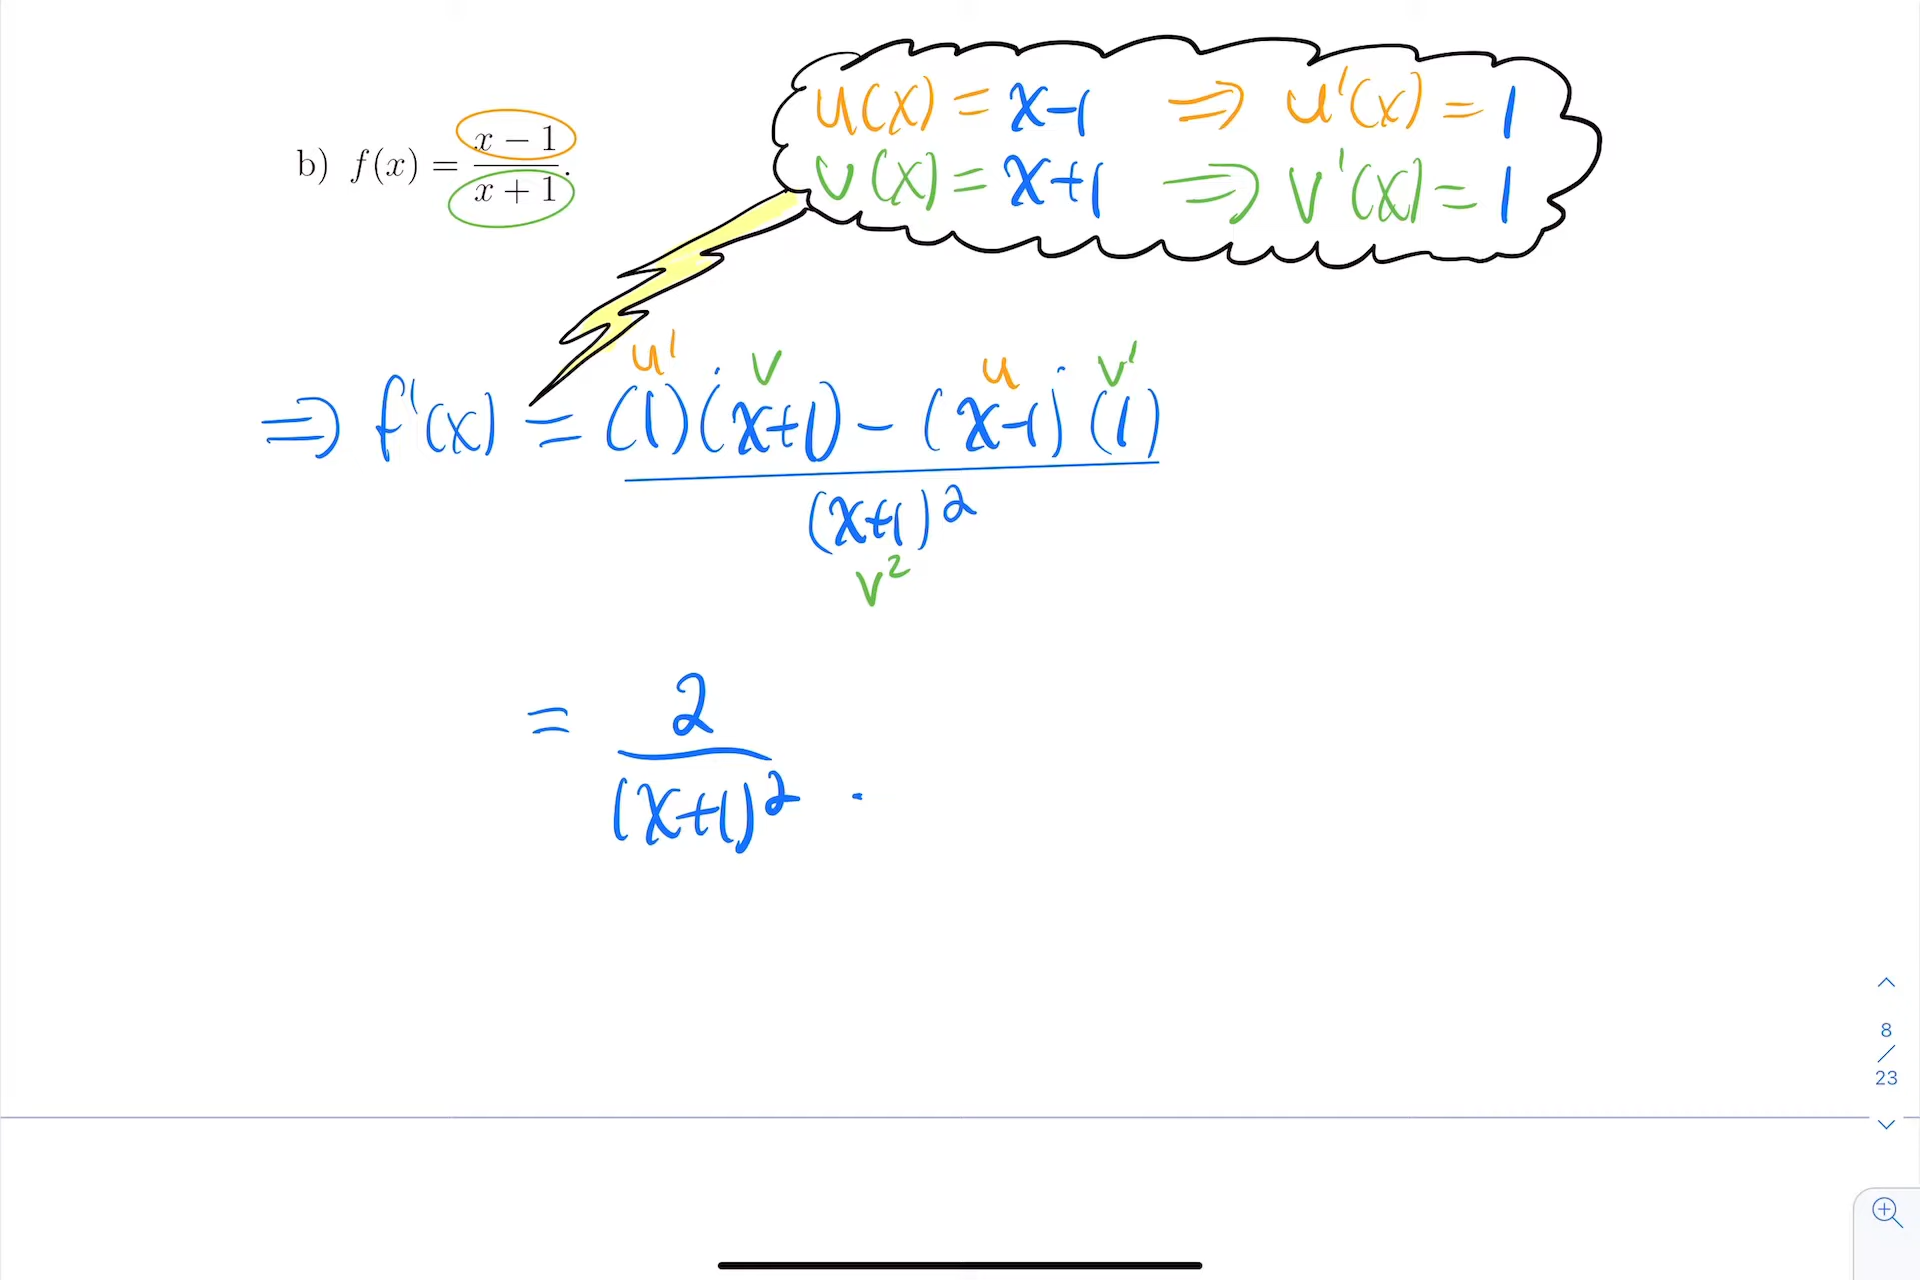 u(x) = x-1 ⟹ u'(x) = 1
b) f(x) = (x − 1)/(x + 1).
v(x) = x+1 ⟹ v'(x) = 1
u' v u v'
⟹ f'(x) = (1)(x+1) - (x-1)(1)
(x+1)²
v²
= 2/(x+1)² .
8
/
23